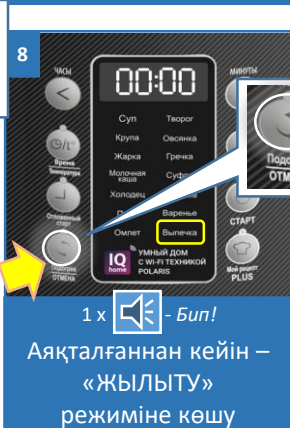 8
ЧАСЫ
МИНУТЫ
00:00
Суп Творог
Крупа Овсянка
Жарка Гречка
Молочная каша
Холодец
Варенье
Омлет Выпечка
Время
Температура
Отложенный
старт
СТАРТ
Подогрев
ОТМЕНА
IQ
home
УМНЫЙ ДОМ
С WI-FI ТЕХНИКОЙ
POLARIS
Мой рецепт
PLUS
1 x - Бип!
Аяқталғаннан кейін –
«ЖЫЛЫТУ»
режиміне көшу